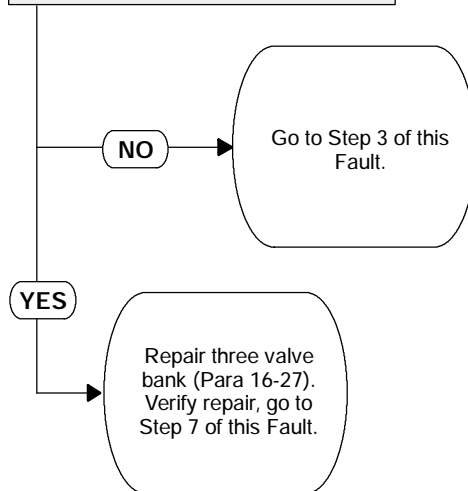 NO
Go to Step 3 of this
Fault.
YES
Repair three valve
bank (Para 16-27).
Verify repair, go to
Step 7 of this Fault.